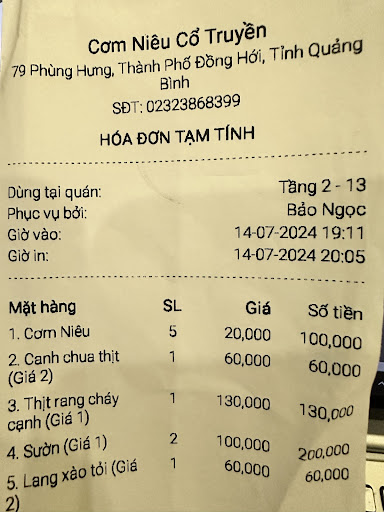 Cơm Niêu Cổ Truyền
79 Phùng Hưng, Thành Phố Đồng Hới, Tỉnh Quảng
Bình
SĐT: 02323868399
HÓA ĐƠN TẠM TÍNH
Dùng tại quán: Tầng 2 - 13
Phục vụ bởi: Bảo Ngọc
Giờ vào: 14-07-2024 19:11
Giờ in: 14-07-2024 20:05
Mặt hàng SL Giá Số tiền
1. Cơm Niêu 5 20,000 100,000
2. Canh chua thịt 1 60,000 60,000
(Giá 2)
3. Thịt rang cháy 1 130,000 130,000
cạnh (Giá 1)
4. Sườn (Giá 1) 2 100,000 200,000
5. Lang xào tỏi (Giá 1 60,000 60,000
2)